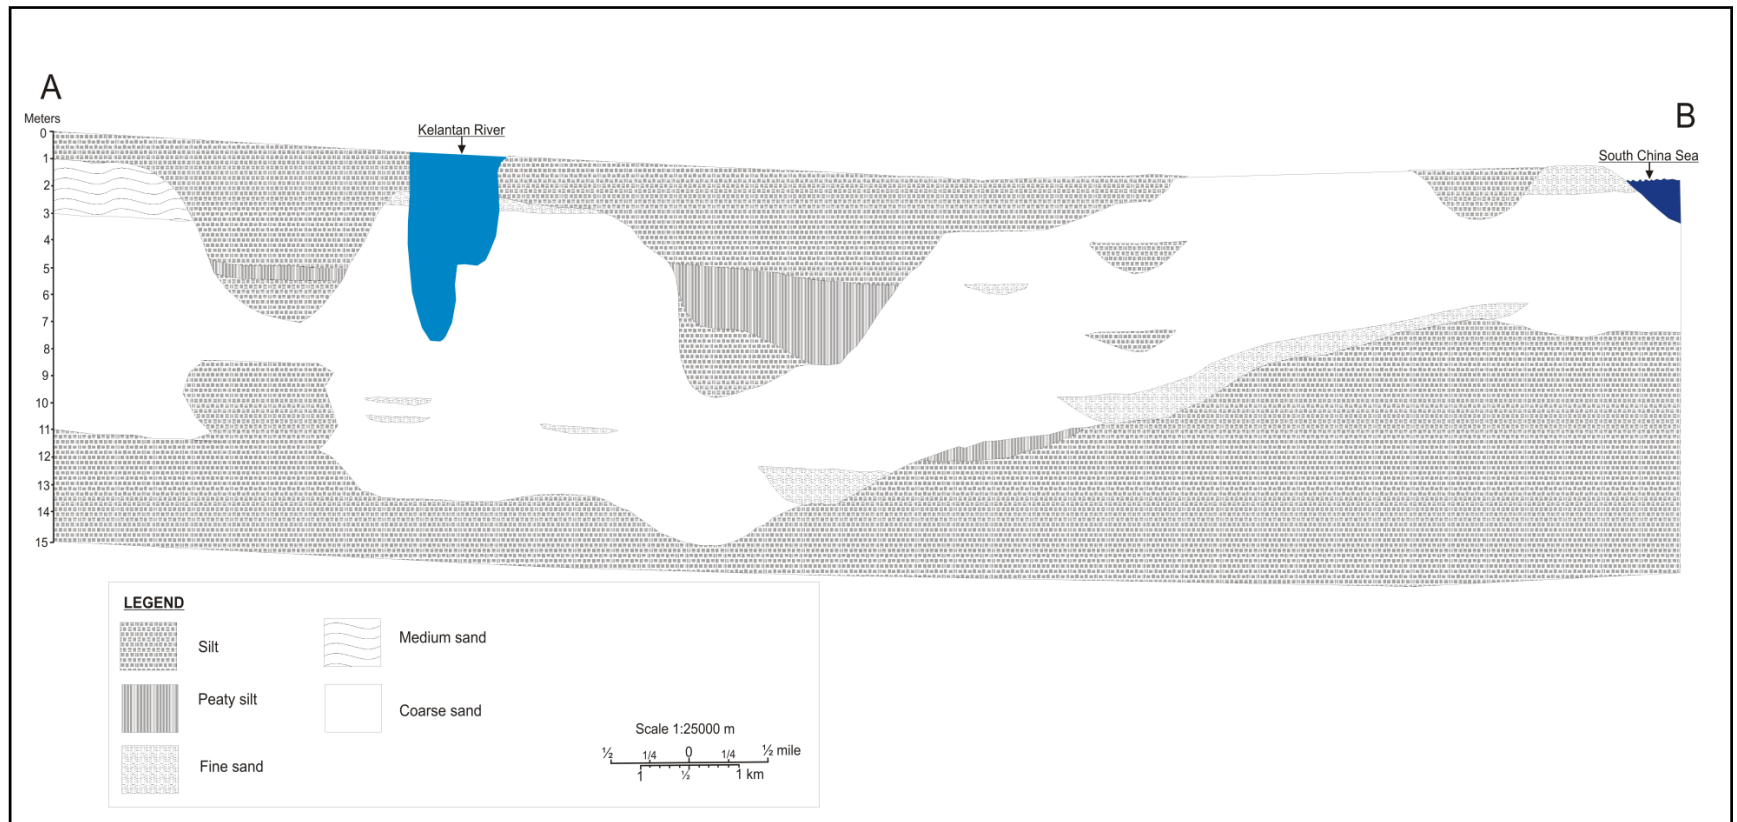 A
B
Meters
0
1
2
3
4
5
6
7
8
9
10
11
12
13
14
15
Kelantan River
South China Sea
LEGEND
Silt
Peaty silt
Fine sand
Medium sand
Coarse sand
Scale 1:25000 m
½ 1/4 0 1/4 ½ mile
1 ½ 1 km